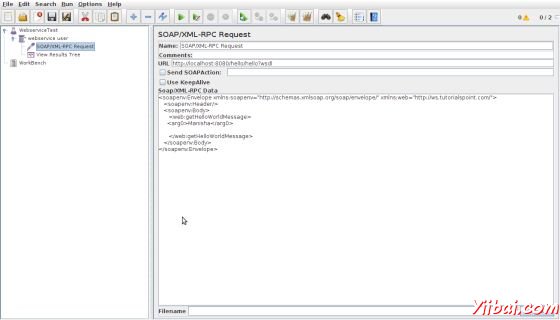 File Edit Search Run Options Help
0 ⚠ 0 / 2
WebserviceTest
webservice user
SOAP/XML-RPC Request
View Results Tree
WorkBench
SOAP/XML-RPC Request
Name: SOAP/XML-RPC Request
Comments:
URL http://localhost:8080/hello/hello?wsdl
Send SOAPAction:
Use KeepAlive
Soap/XML-RPC Data
<soapenv:Envelope xmlns:soapenv="http://schemas.xmlsoap.org/soap/envelope/" xmlns:web="http://ws.tutorialspoint.com/">
<soapenv:Header/>
<soapenv:Body>
<web:getHelloWorldMessage>
<arg0>Manisha</arg0>
</web:getHelloWorldMessage>
</soapenv:Body>
</soapenv:Envelope>
Filename
Yiibai.com